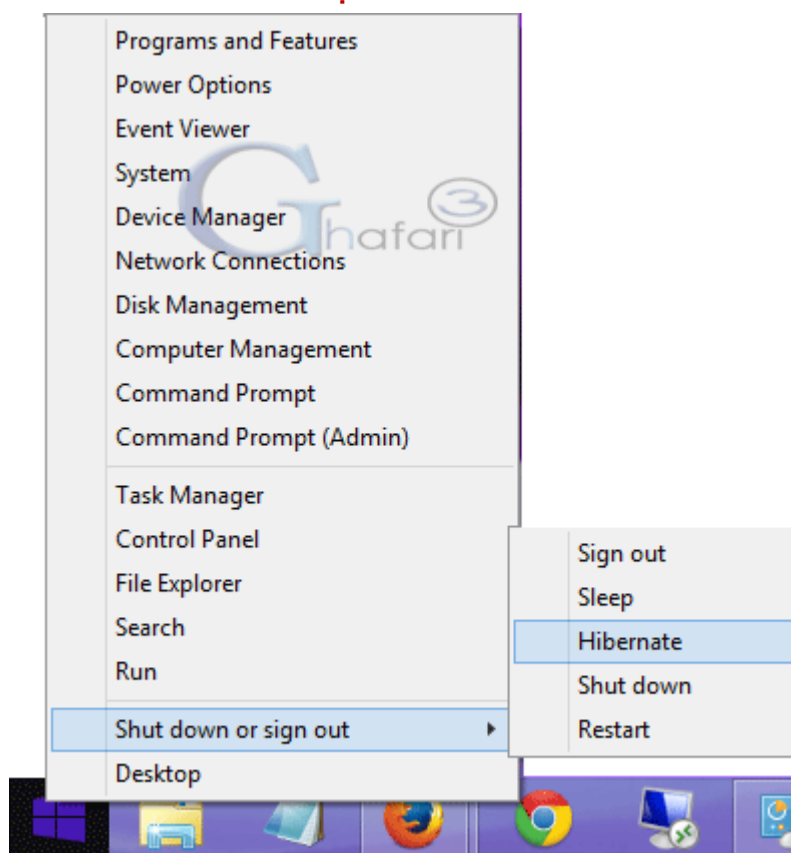 Programs and Features
Power Options
Event Viewer
System
Device Manager
Network Connections
Disk Management
Computer Management
Command Prompt
Command Prompt (Admin)
Task Manager
Control Panel
File Explorer
Search
Run
Shut down or sign out
Desktop
Sign out
Sleep
Hibernate
Shut down
Restart
Ghafari3